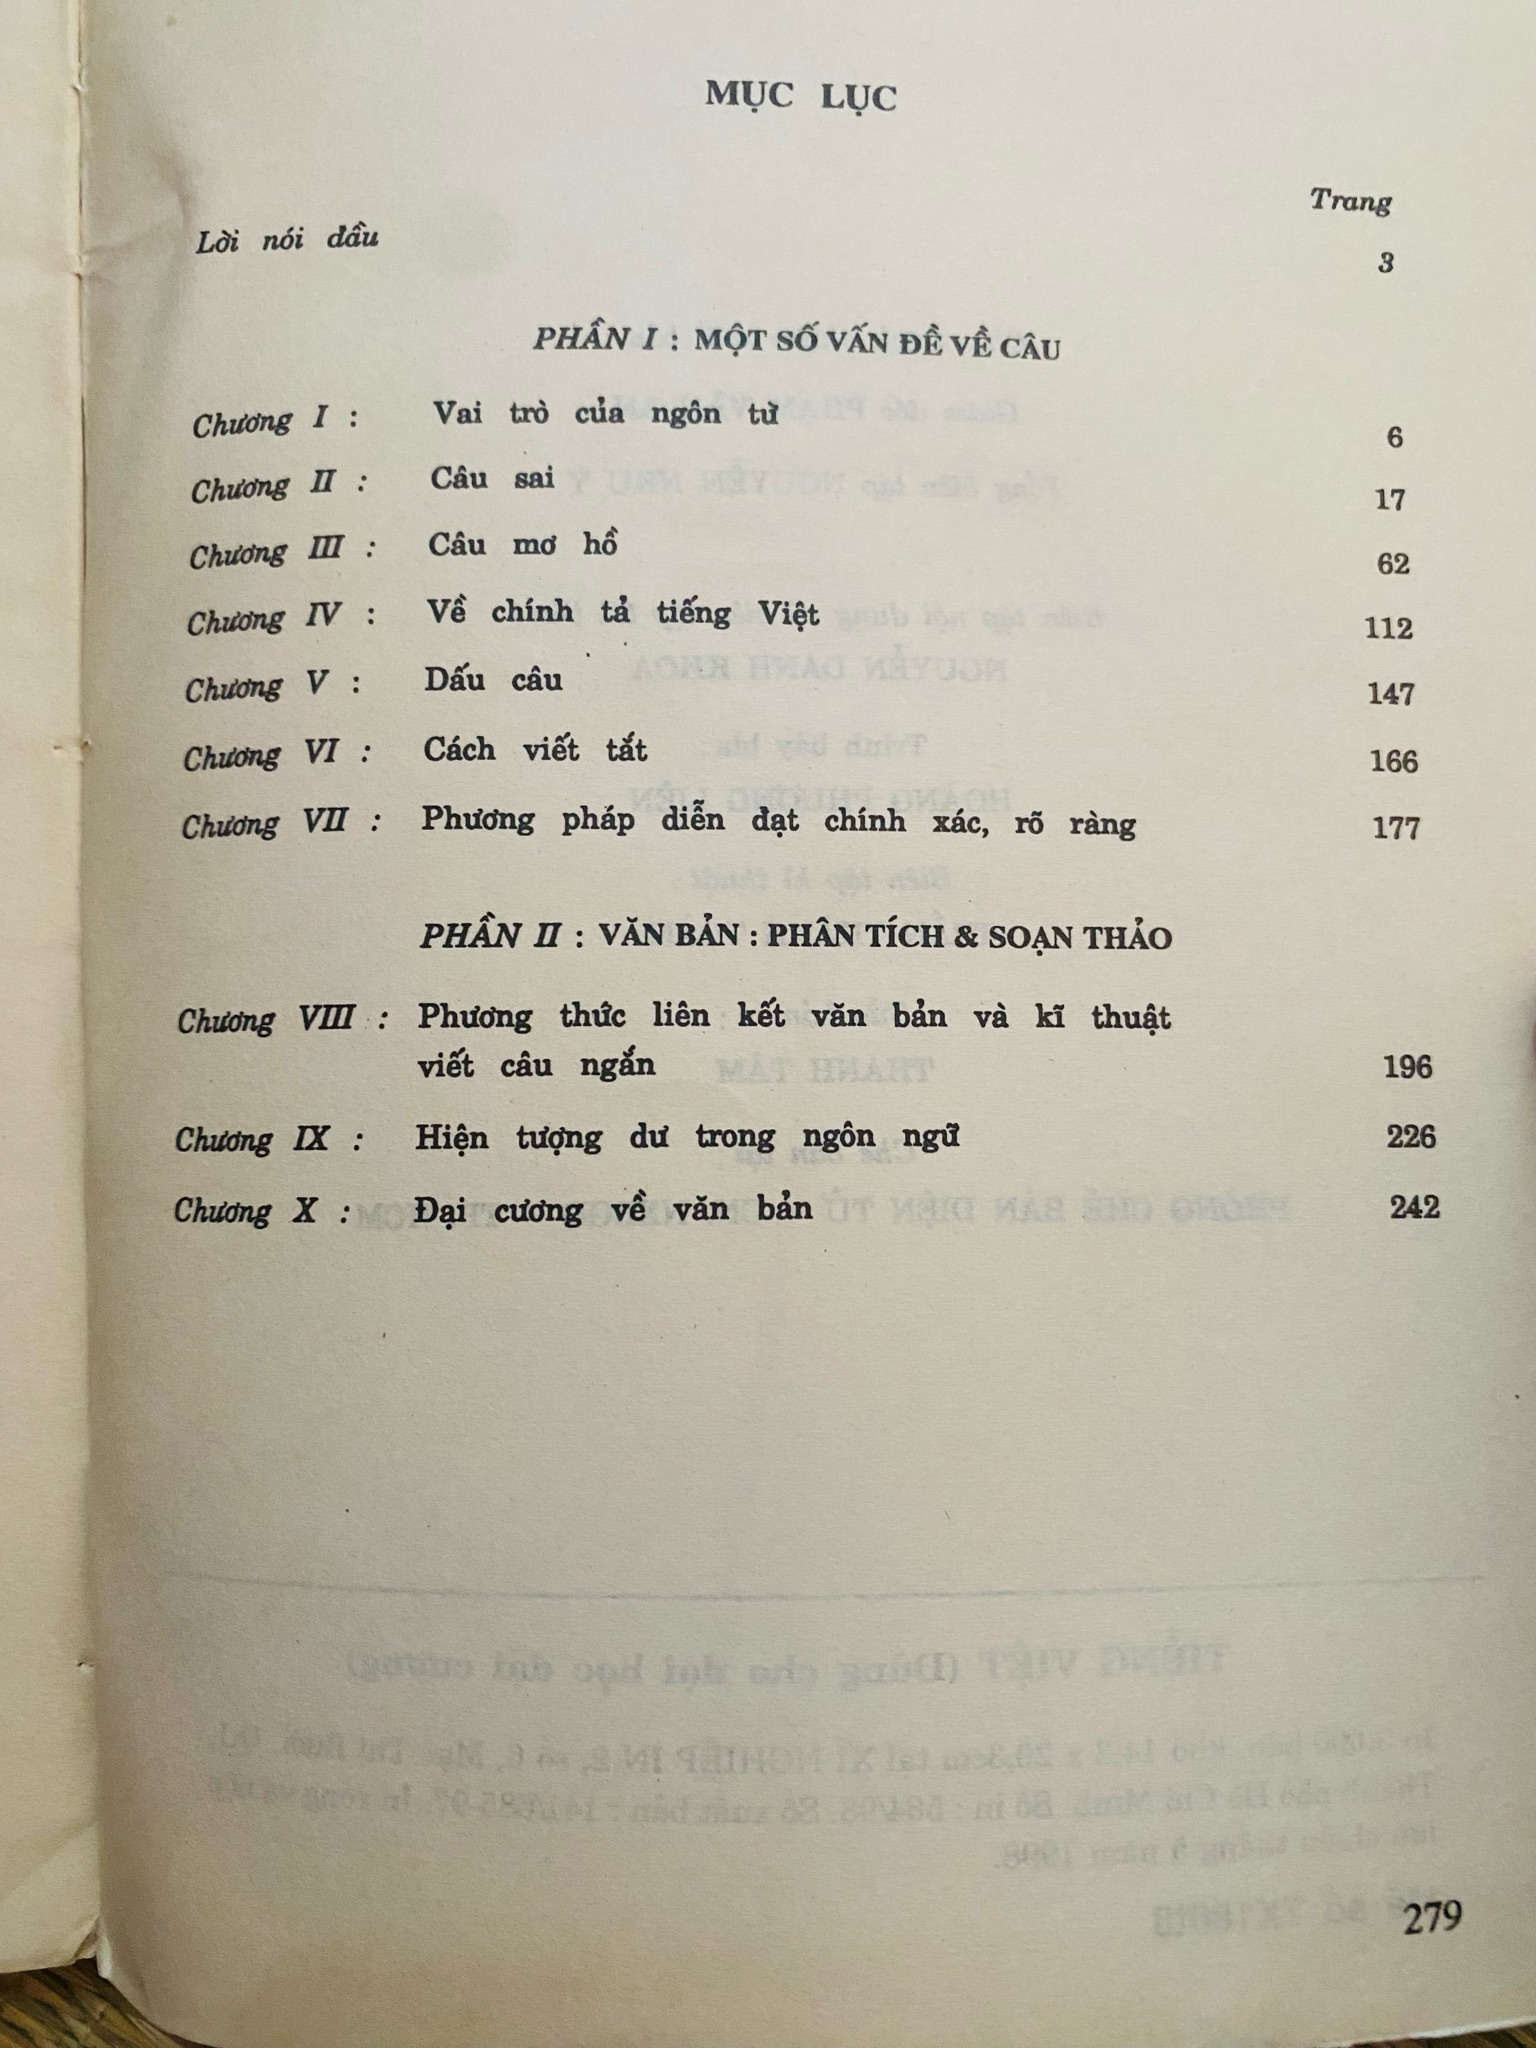 MỤC LỤC
Trang
Lời nói đầu 3
PHẦN I : MỘT SỐ VẤN ĐỀ VỀ CÂU
Chương I : Vai trò của ngôn từ 6
Chương II : Câu sai 17
Chương III : Câu mơ hồ 62
Chương IV : Về chính tả tiếng Việt 112
Chương V : Dấu câu 147
Chương VI : Cách viết tắt 166
Chương VII : Phương pháp diễn đạt chính xác, rõ ràng 177
PHẦN II : VĂN BẢN : PHÂN TÍCH & SOẠN THẢO
Chương VIII : Phương thức liên kết văn bản và kĩ thuật
viết câu ngắn 196
Chương IX : Hiện tượng dư trong ngôn ngữ 226
Chương X : Đại cương về văn bản 242
279